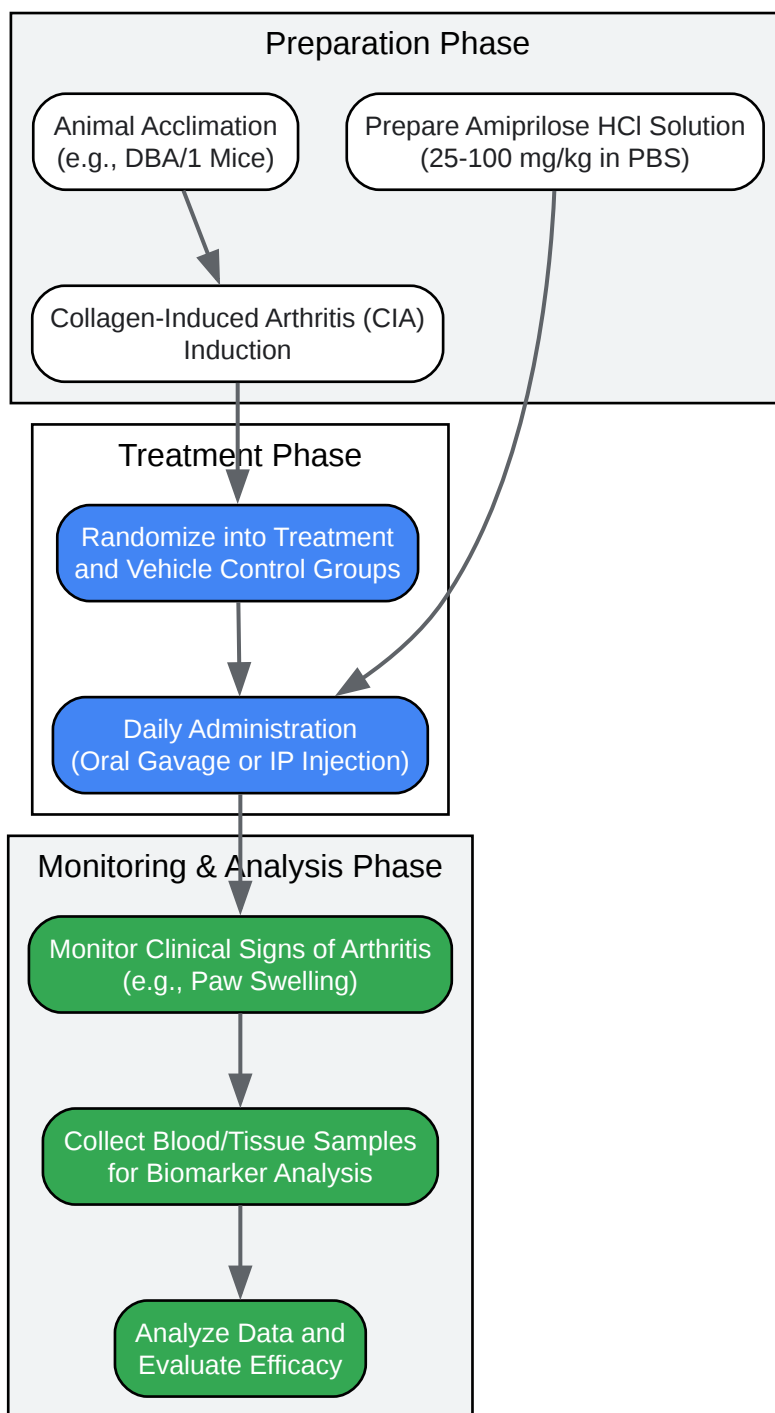 Preparation Phase
Animal Acclimation
(e.g., DBA/1 Mice)
Prepare Amiprilose HCl Solution
(25-100 mg/kg in PBS)
Collagen-Induced Arthritis (CIA)
Induction
Treatment Phase
Randomize into Treatment
and Vehicle Control Groups
Daily Administration
(Oral Gavage or IP Injection)
Monitoring & Analysis Phase
Monitor Clinical Signs of Arthritis
(e.g., Paw Swelling)
Collect Blood/Tissue Samples
for Biomarker Analysis
Analyze Data and
Evaluate Efficacy